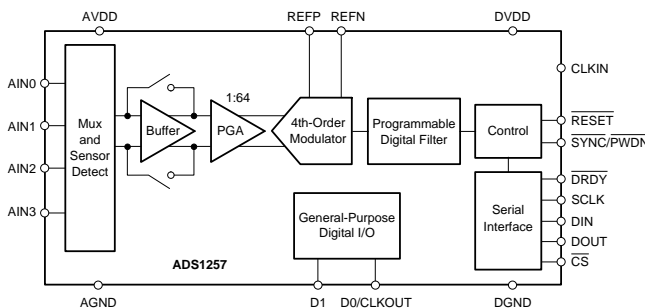 AVDD
REFP
REFN
DVDD
CLKIN
AIN0
AIN1
AIN2
AIN3
Mux
and
Sensor
Detect
Buffer
1:64
PGA
4th-Order
Modulator
Programmable
Digital Filter
Control
RESET
SYNC/PWDN
DRDY
SCLK
DIN
DOUT
CS
Serial
Interface
General-Purpose
Digital I/O
ADS1257
AGND
D1
D0/CLKOUT
DGND